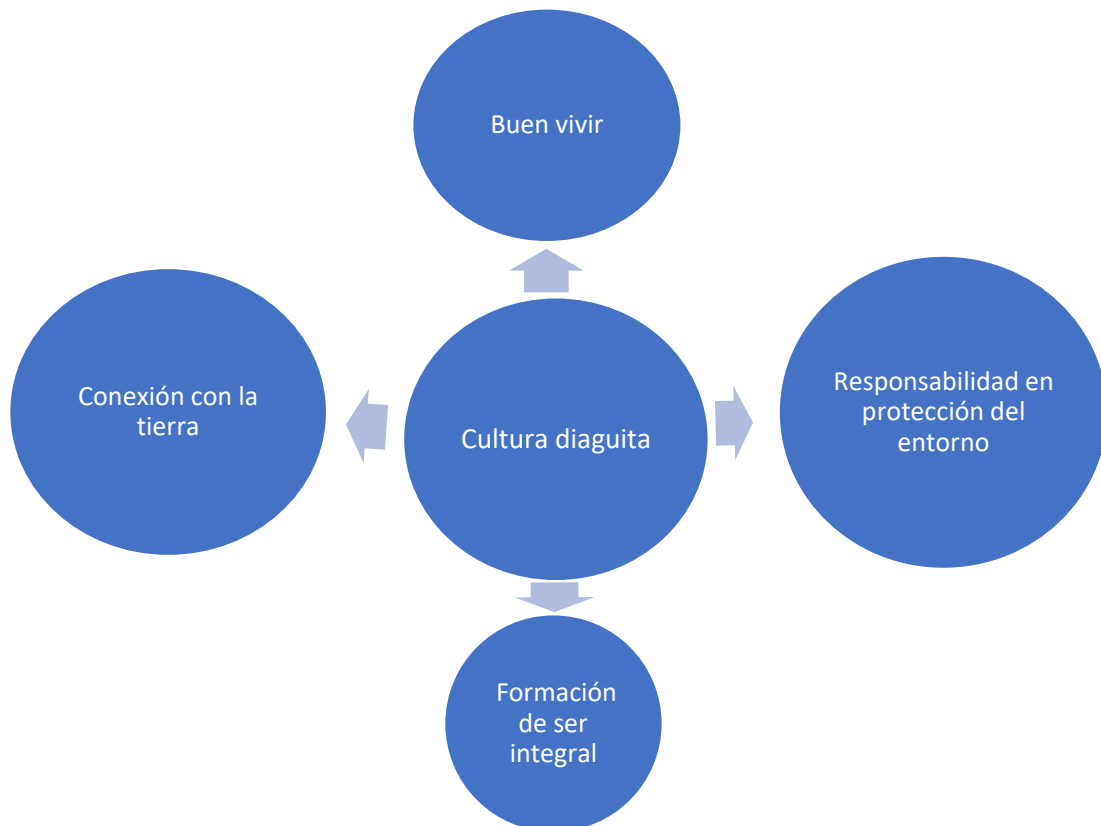 Buen vivir
Conexión con la
tierra
Cultura diaguita
Responsabilidad en
protección del
entorno
Formación
de ser
integral